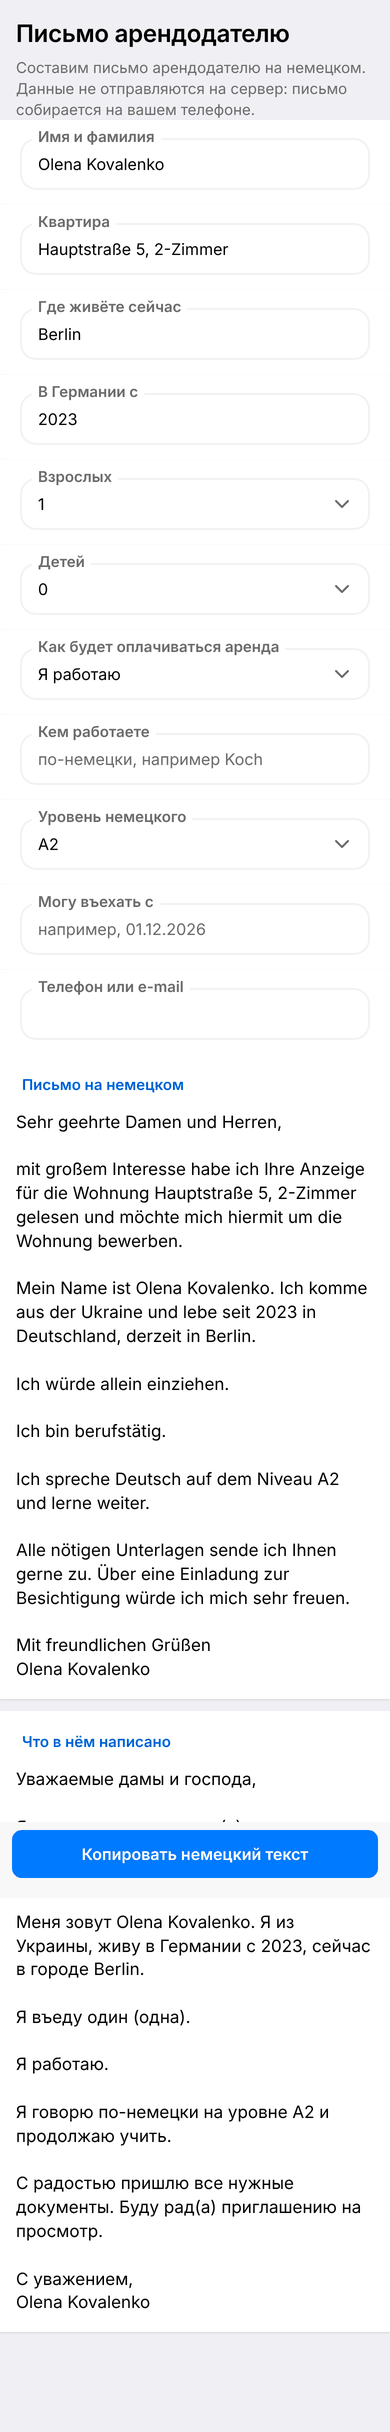 Письмо арендодателю
Составим письмо арендодателю на немецком.
Данные не отправляются на сервер: письмо
собирается на вашем телефоне.
Имя и фамилия
Olena Kovalenko
Квартира
Hauptstraße 5, 2-Zimmer
Где живёте сейчас
Berlin
В Германии с
2023
Взрослых
1
Детей
0
Как будет оплачиваться аренда
Я работаю
Кем работаете
по-немецки, например Koch
Уровень немецкого
A2
Могу въехать с
например, 01.12.2026
Телефон или e-mail
Письмо на немецком
Sehr geehrte Damen und Herren,
mit großem Interesse habe ich Ihre Anzeige
für die Wohnung Hauptstraße 5, 2-Zimmer
gelesen und möchte mich hiermit um die
Wohnung bewerben.
Mein Name ist Olena Kovalenko. Ich komme
aus der Ukraine und lebe seit 2023 in
Deutschland, derzeit in Berlin.
Ich würde allein einziehen.
Ich bin berufstätig.
Ich spreche Deutsch auf dem Niveau A2
und lerne weiter.
Alle nötigen Unterlagen sende ich Ihnen
gerne zu. Über eine Einladung zur
Besichtigung würde ich mich sehr freuen.
Mit freundlichen Grüßen
Olena Kovalenko
Что в нём написано
Уважаемые дамы и господа,
Копировать немецкий текст
Меня зовут Olena Kovalenko. Я из
Украины, живу в Германии с 2023, сейчас
в городе Berlin.
Я въеду один (одна).
Я работаю.
Я говорю по-немецки на уровне A2 и
продолжаю учить.
С радостью пришлю все нужные
документы. Буду рад(а) приглашению на
просмотр.
С уважением,
Olena Kovalenko